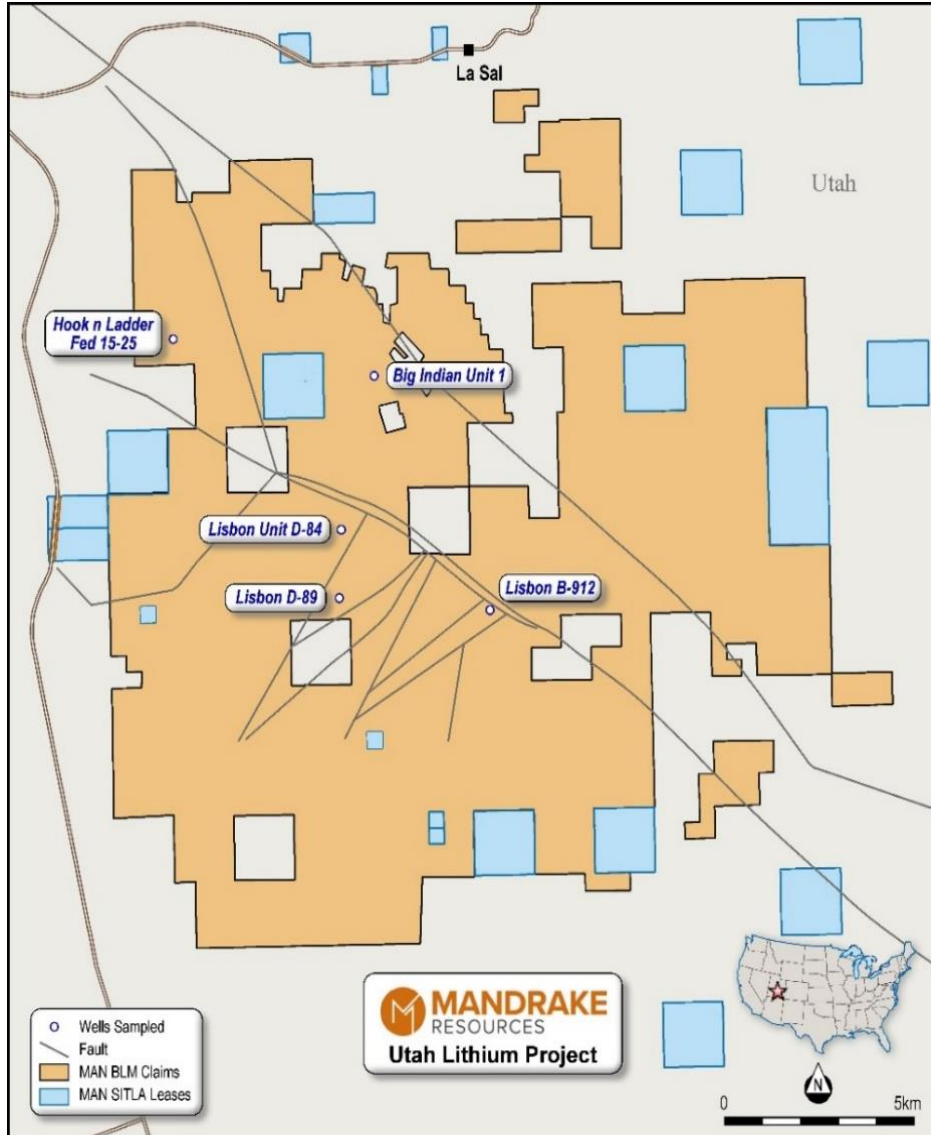 La Sal
Utah
Hook n Ladder
Fed 15-25
Big Indian Unit 1
Lisbon Unit D-84
Lisbon D-89
Lisbon B-912
MANDRAKE
RESOURCES
Utah Lithium Project
Wells Sampled
Fault
MAN BLM Claims
MAN SITLA Leases
N
0 5km